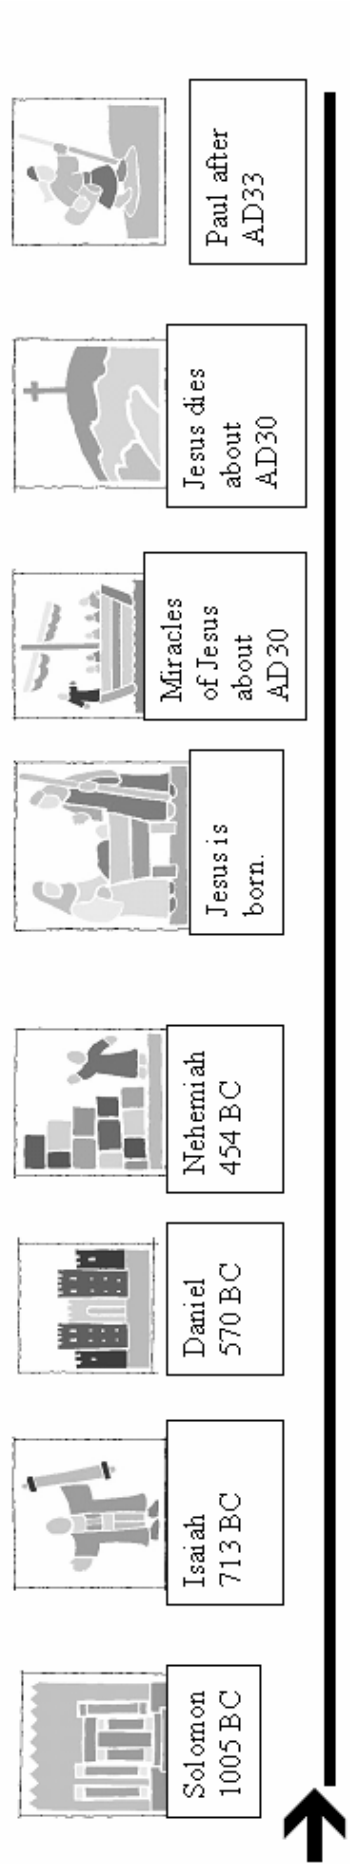 Solomon
1005 BC
Isaiah
713 BC
Daniel
570 BC
Nehemiah
454 BC
Jesus is
born.
Miracles
of Jesus
about
AD30
Jesus dies
about
AD30
Paul after
AD33